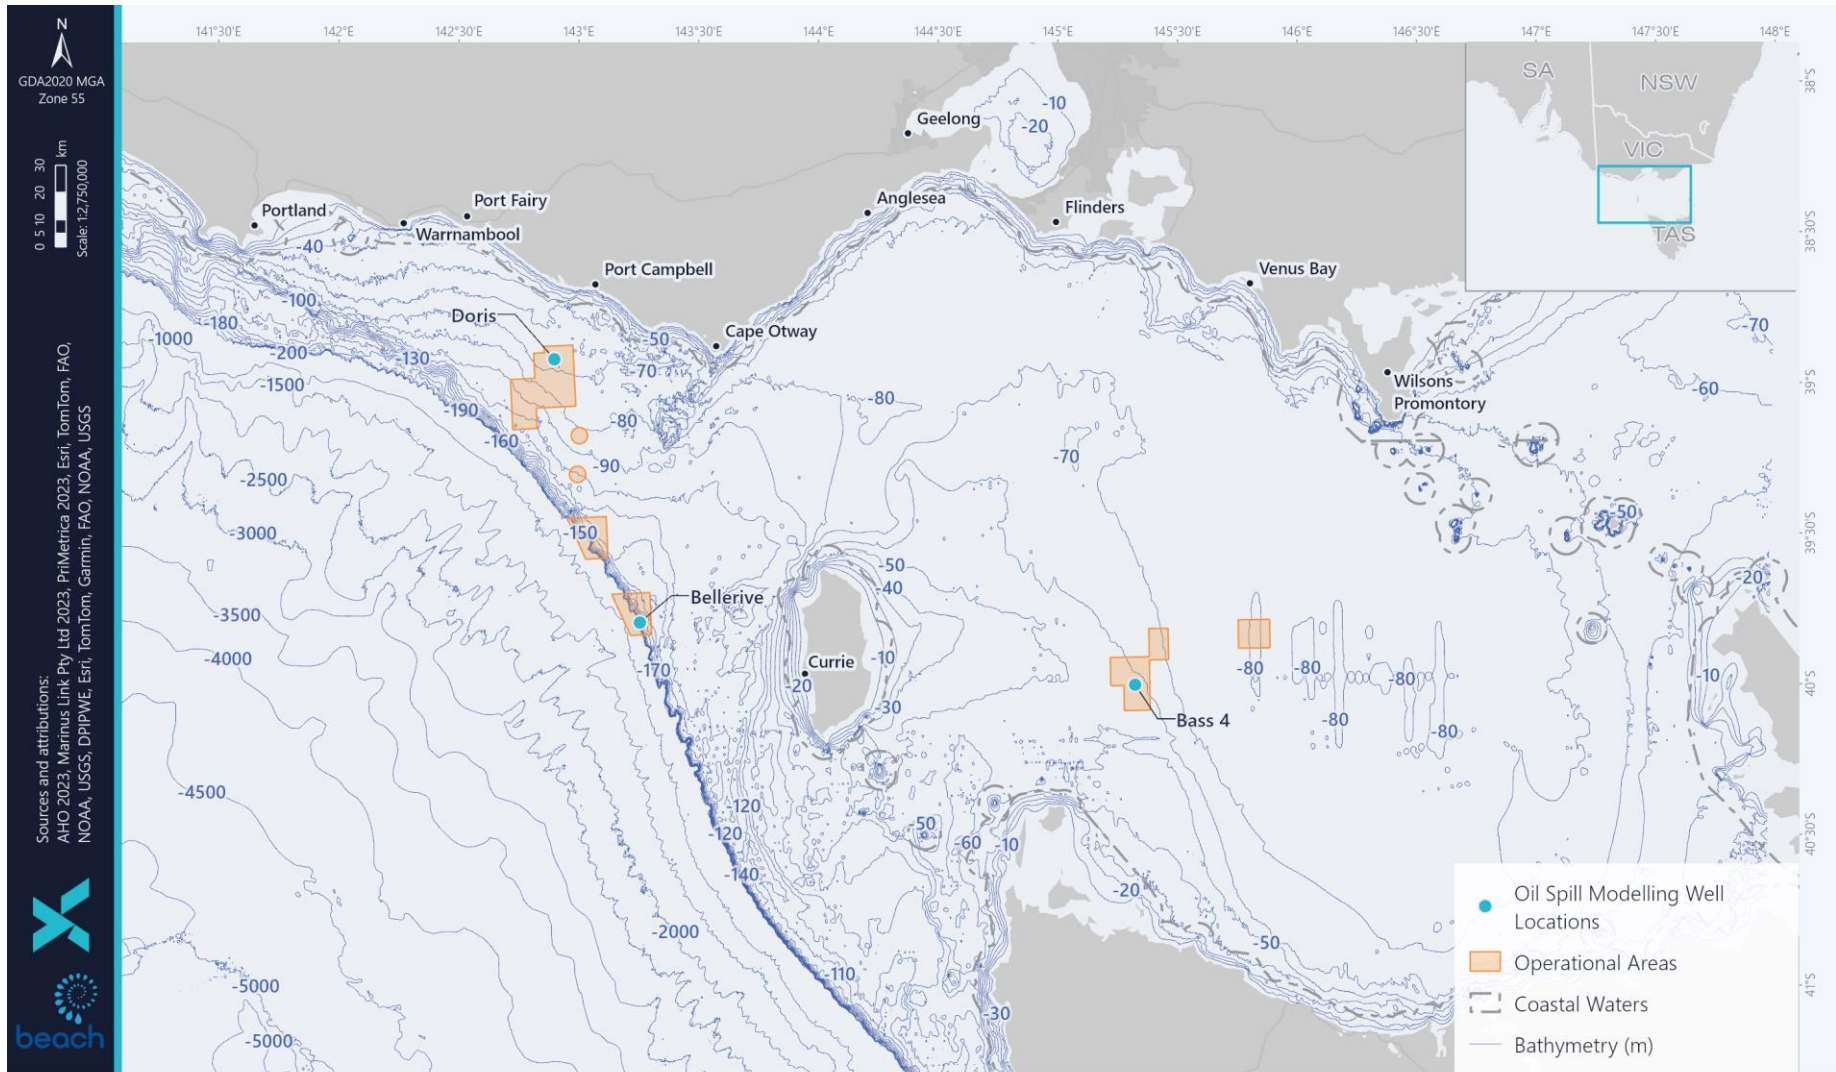 N
GDA2020 MGA
Zone 55
0 5 10 20 30
km
Scale: 1:2,750,000
Sources and attributions:
AHO 2023, Marinus Link Pty Ltd 2023, PriMetrica 2023, Esri, TomTom, FAO,
NOAA, USGS, DPIPWE, Esri, TomTom, Garmin, FAO, NOAA, USGS
beach
141°30'E
142°E
142°30'E
143°E
143°30'E
144°E
144°30'E
145°E
145°30'E
146°E
146°30'E
147°E
147°30'E
148°E
38°S
38°30'S
39°S
39°30'S
40°S
40°30'S
41°S
SA
NSW
VIC
TAS
-10
-20
Geelong
Portland
Port Fairy
Warrnambool
Anglesea
Flinders
-40
Port Campbell
Venus Bay
-100
Doris
-180
Cape Otway
-50
-70
-1000
-200
-130
-70
-1500
Wilsons
Promontory
-60
-80
-190
-80
-160
-70
-90
-2500
-50
-150
-3000
-50
-40
20
Bellerive
-3500
-10
-4000
-170
Currie
-20
-80
-80
-80
-10
-30
Bass 4
-80
-80
-4500
-120
-120
-50
-60
-10
-140
-20
-2000
-50
-110
-5000
-30
-5000
Oil Spill Modelling Well
Locations
Operational Areas
Coastal Waters
Bathymetry (m)